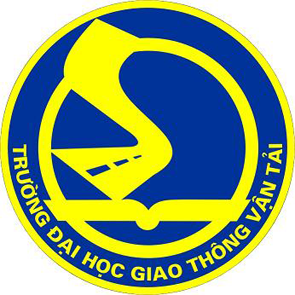 TRƯỜNG ĐẠI HỌC GIAO THÔNG VẬN TẢI